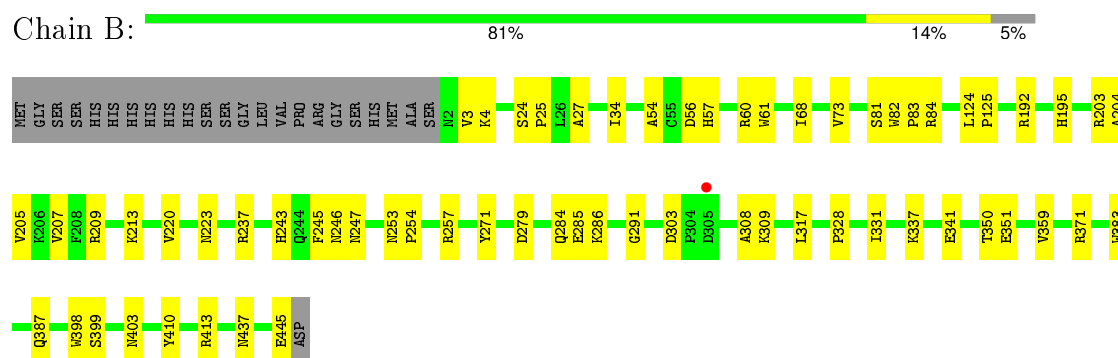 Chain B:
81% 14% 5%
MET GLY SER SER HIS HIS HIS HIS HIS HIS SER SER GLY LEU VAL PRO ARG GLY SER HIS MET ALA SER N2 V3 K4 S24 P25 L26 A27 I34 A54 C55 D56 H57 R60 W61 I68 V73 S81 W82 P83 R84 L124 P125 R192 H195 R203 A204
V205 K206 V207 F208 R209 K213 V220 N223 R237 H243 Q244 F245 N246 N247 N253 P254 R257 Y271 D279 Q284 E285 K286 G291 D303 P304 D305 A308 K309 L317 P328 I331 K337 E341 T350 E351 V359 R371
Q387 W398 S399 N403 Y410 R413 N437 E445 ASP